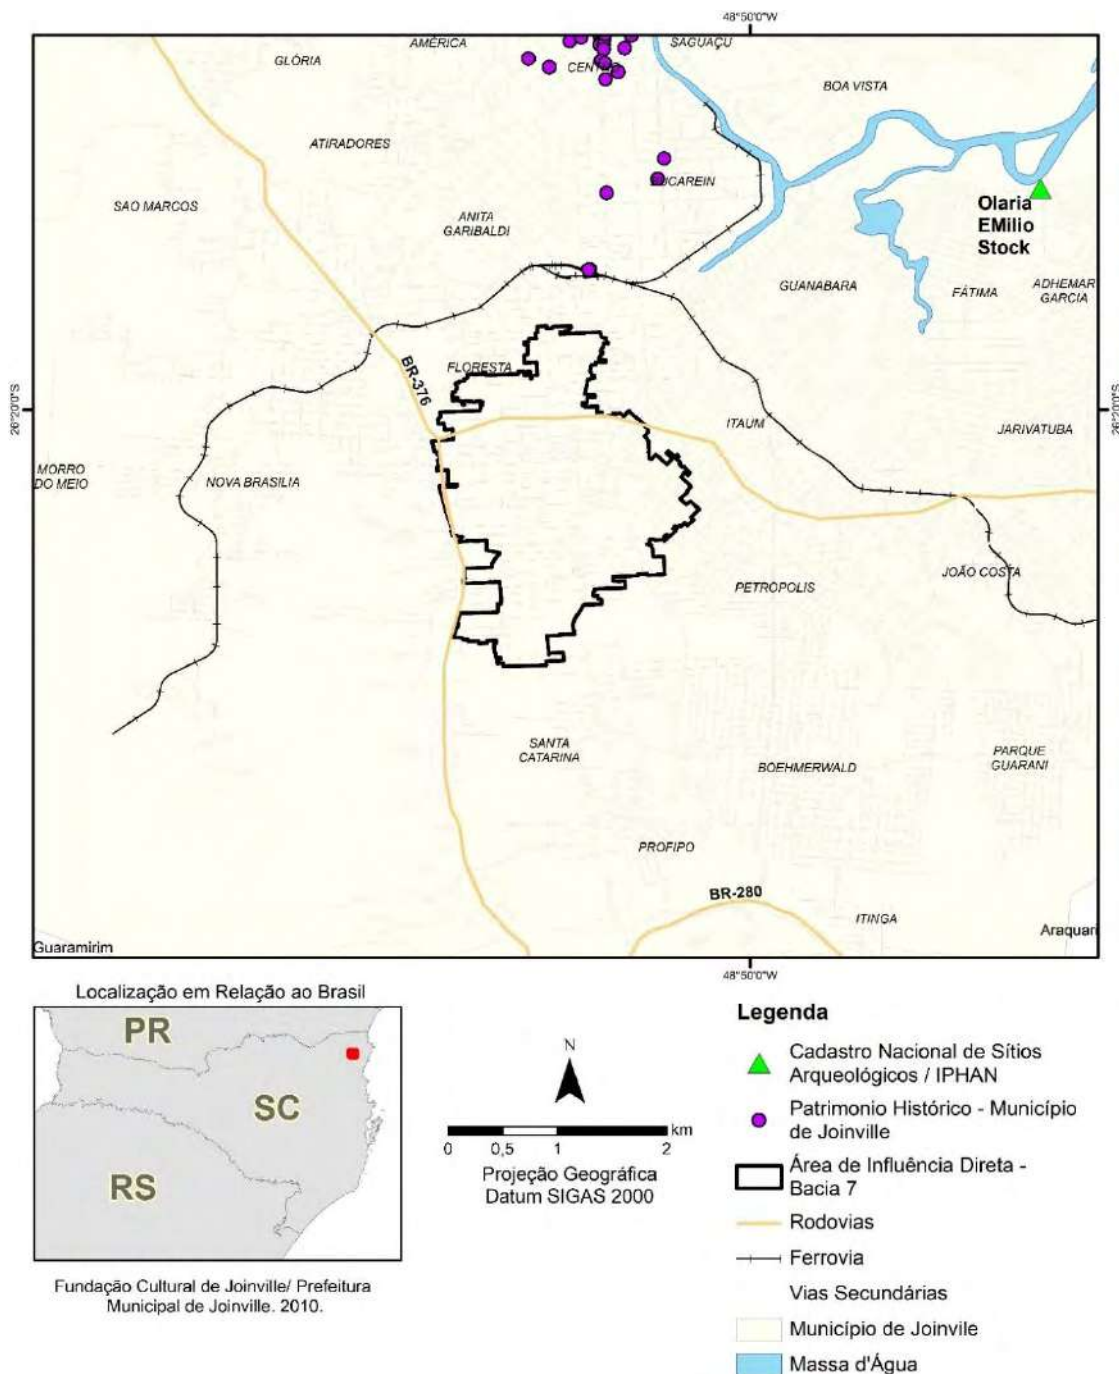 48°50'0"W
AMÉRICA
SAGUAÇU
GLÓRIA
BOA VISTA
ATIRADORES
SAO MARCOS
Olaria
EMilio
Stock
ANITA
GARIBALDI
GUANABARA
FÁTIMA
ADHEMAR
GARCIA
FLORESTA
BR-376
26°20'0"S
26°20'0"S
ITAUM
JARIVATUBA
MORRO
DO MEIO
NOVA BRASILIA
JOÃO COSTA
PETROPOLIS
SANTA
CATARINA
BOEHMERWALD
PARQUE
GUARANI
PROFIPO
BR-280
ITINGA
Guaramirim
Araquari
48°50'0"W
Localização em Relação ao Brasil
PR
SC
RS
Fundação Cultural de Joinville/ Prefeitura
Municipal de Joinville. 2010.
N
0 0,5 1 2 km
Projeção Geográfica
Datum SIGAS 2000
Legenda
Cadastro Nacional de Sítios
Arqueológicos / IPHAN
Patrimonio Histórico - Município
de Joinville
Área de Influência Direta -
Bacia 7
Rodovias
Ferrovia
Vias Secundárias
Município de Joinvile
Massa d'Água